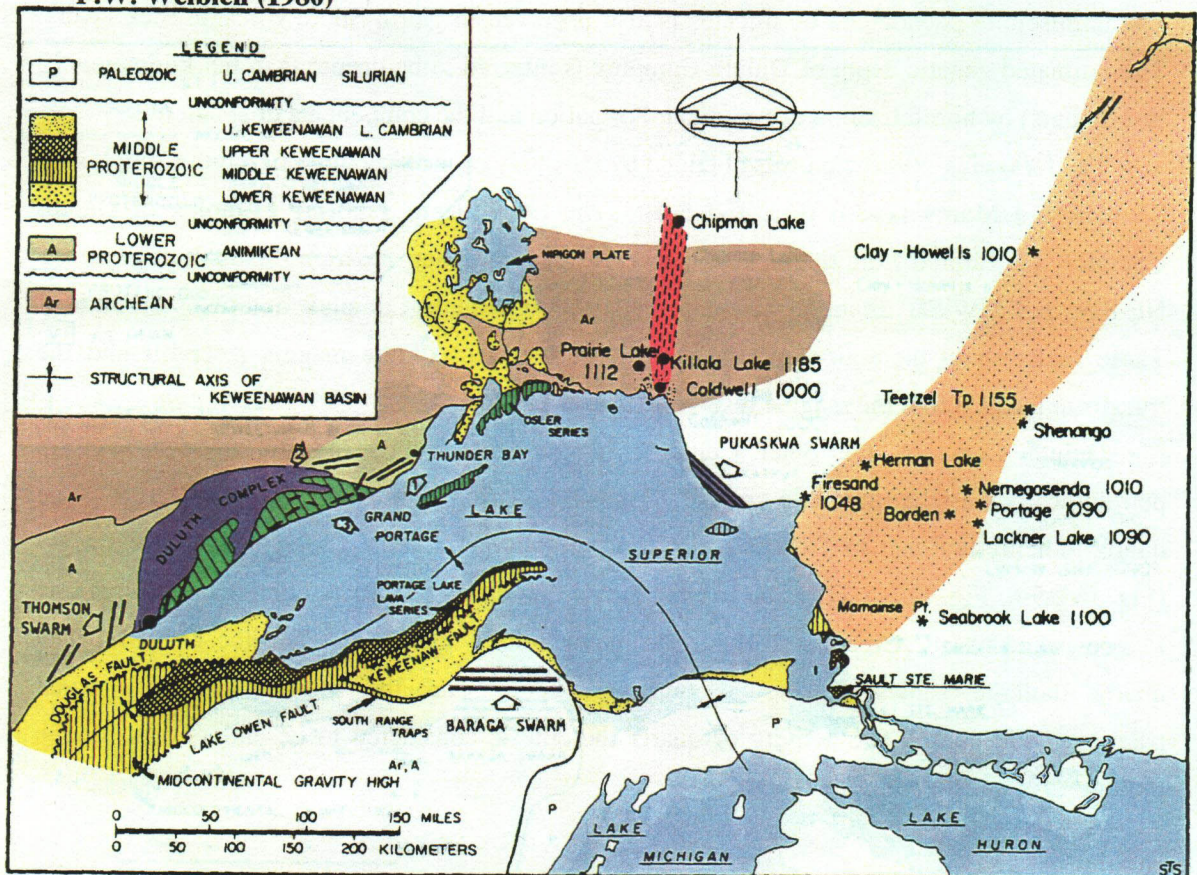 P.W. Weiblen (1980)
LEGEND
P PALEOZOIC U. CAMBRIAN SILURIAN
UNCONFORMITY
MIDDLE PROTEROZOIC
U. KEWEENAWAN L. CAMBRIAN
UPPER KEWEENAWAN
MIDDLE KEWEENAWAN
LOWER KEWEENAWAN
UNCONFORMITY
A LOWER PROTEROZOIC ANIMIKEAN
UNCONFORMITY
Ar ARCHEAN
STRUCTURAL AXIS OF
KEWEENAWAN BASIN
NIPIGON PLATE
Chipman Lake
Clay-Howells 1010
Ar
Prairie Lake
1112
Killala Lake 1185
Coldwell 1000
Teetzel Tp. 1155
Shenango
OSLER
SERIES
A
THUNDER BAY
PUKASKWA SWARM
Herman Lake
Firesand
1048
Nemegosenda 1010
Portage 1090
Borden
Lackner Lake 1090
2
Ar
DULUTH COMPLEX
1
3
GRAND
PORTAGE
LAKE
SUPERIOR
A
PORTAGE LAKE
LAVA
SERIES
THOMSON
SWARM
Mamainse Pt.
Seabrook Lake 1100
DULUTH
DOUGLAS FAULT
KEWEENAW FAULT
SAULT STE. MARIE
LAKE OWEN FAULT
SOUTH RANGE
TRAPS
BARAGA SWARM
P
Ar, A
MIDCONTINENTAL GRAVITY HIGH
P
0 50 100 150 MILES
0 50 100 150 200 KILOMETERS
LAKE
MICHIGAN
LAKE
HURON
STS